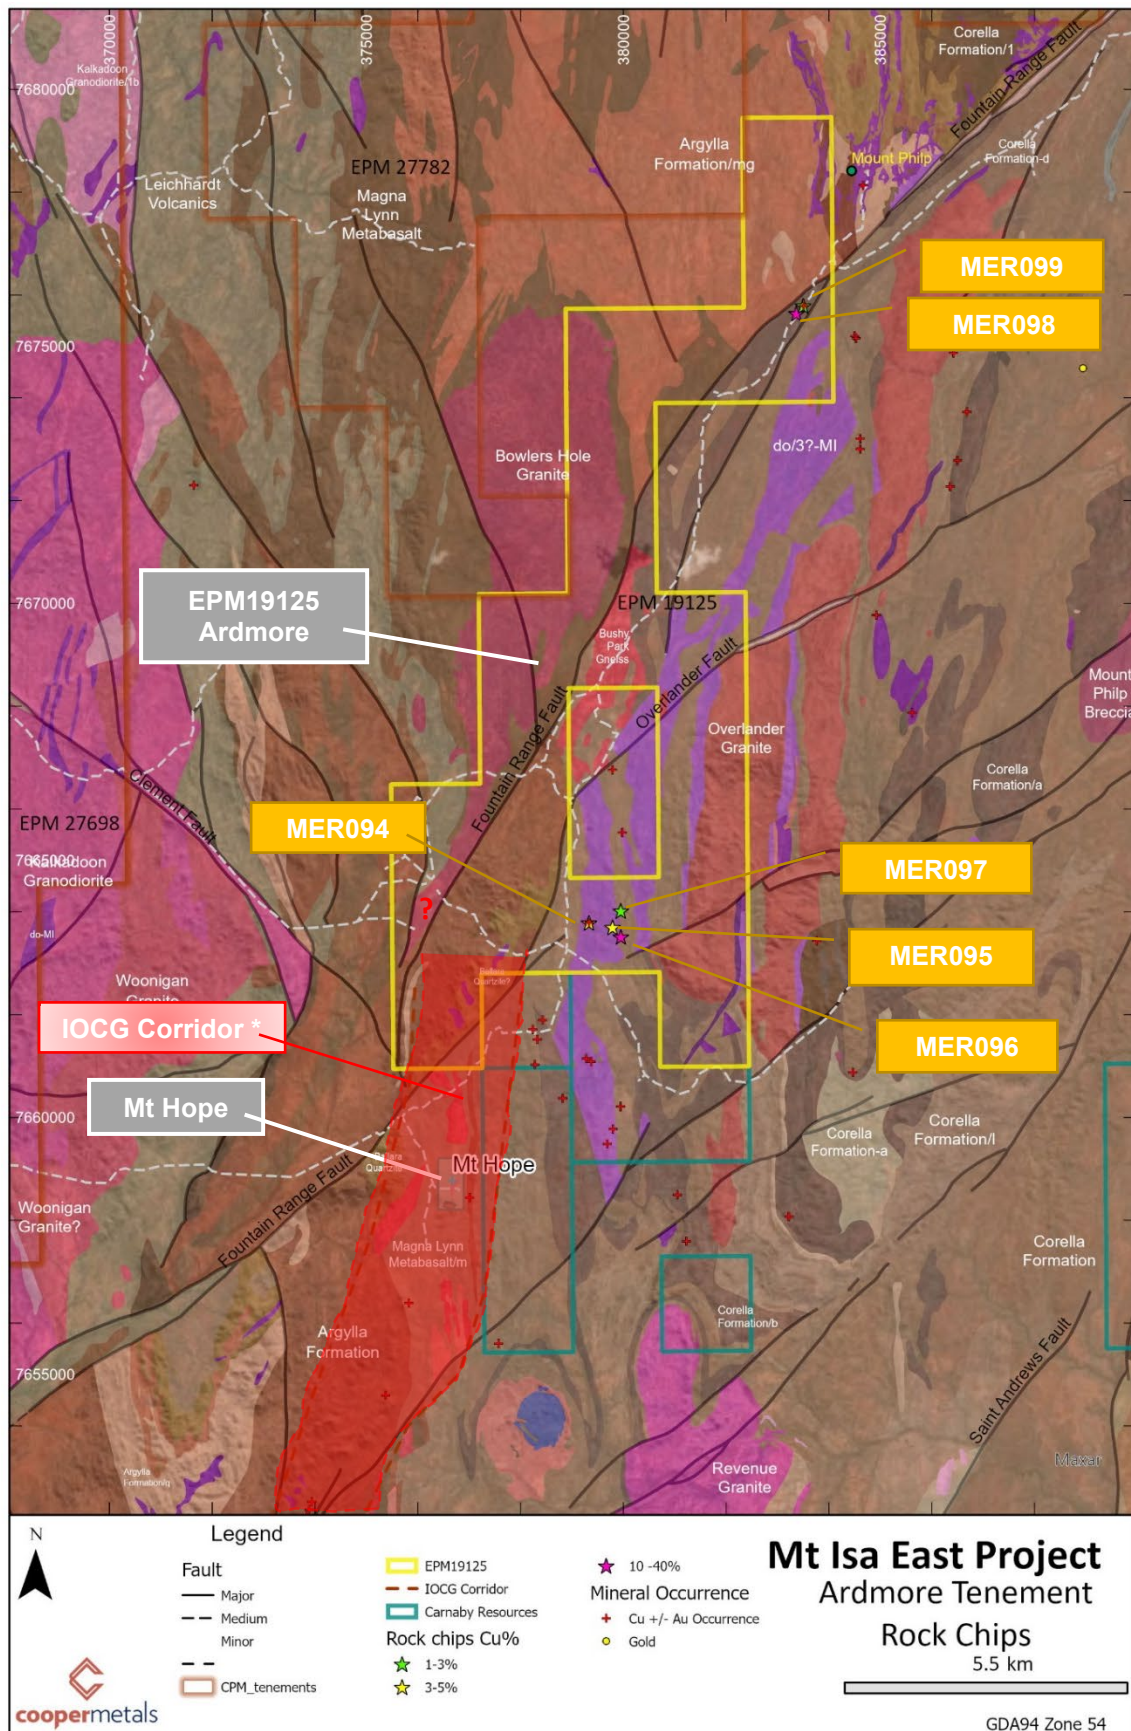 370000
375000
380000
385000
7680000
7675000
7670000
7665000
7660000
7655000
Kalkadoon
Granodiorite/1b
Corella
Formation/1
Fountain Range Fault
Argylla
Formation/mg
Mount Philp
Corella
Formation-d
EPM 27782
Leichhardt
Volcanics
Magna
Lynn
Metabasalt
MER099
MER098
do/3?-MI
Bowlers Hole
Granite
EPM19125
Ardmore
EPM 19125
Bushy
Park
Gneiss
Overlander Fault
Mount
Philp
Breccia
Overlander
Granite
Fountain Range Fault
Clement Fault
Corella
Formation/a
EPM 27698
MER094
MER097
Kalkadoon
Granodiorite
?
do-MI
MER095
Woonigan
Granite
Ballara
Quartzite?
IOCG Corridor *
MER096
Mt Hope
Corella
Formation-a
Corella
Formation/l
Ballara
Quartzite
Mt Hope
Woonigan
Granite?
Fountain Range Fault
Magna Lynn
Metabasalt/m
Corella
Formation
Corella
Formation/b
Argylla
Formation
Saint Andrews Fault
Argylla
Formation/q
Revenue
Granite
Maxar
N
Legend
Fault
Major
Medium
Minor
CPM_tenements
EPM19125
IOCG Corridor
Carnaby Resources
Rock chips Cu%
1-3%
3-5%
10 -40%
Mineral Occurrence
Cu +/- Au Occurrence
Gold
Mt Isa East Project
Ardmore Tenement
Rock Chips
5.5 km
GDA94 Zone 54
coopermetals